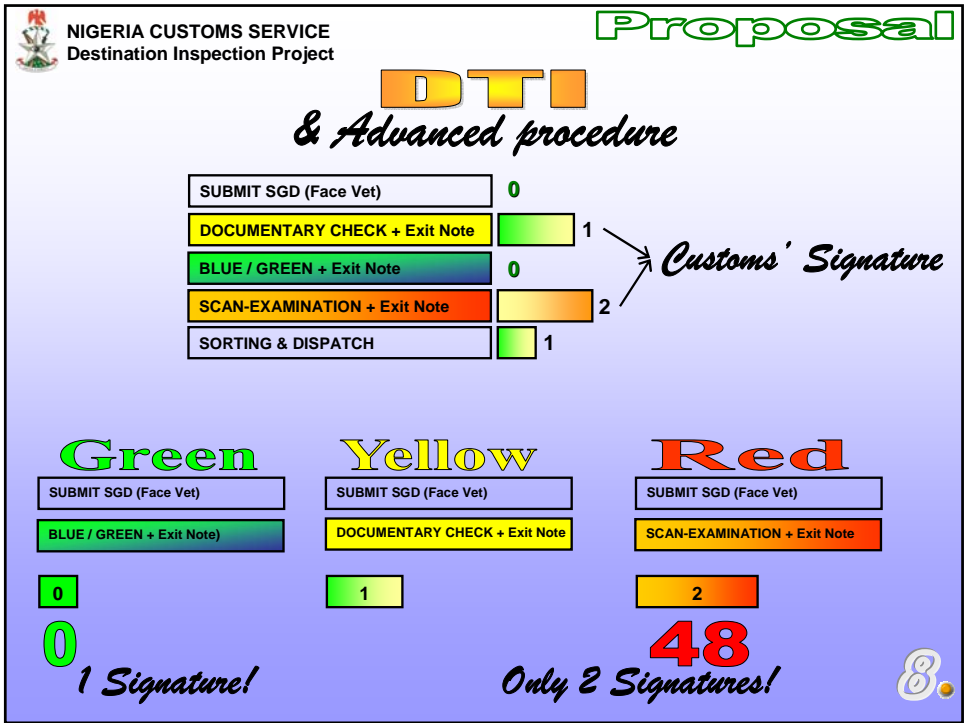 NIGERIA CUSTOMS SERVICE
Destination Inspection Project
Proposal
DTI
& Advanced procedure
SUBMIT SGD (Face Vet) 0
DOCUMENTARY CHECK + Exit Note 1
BLUE / GREEN + Exit Note 0
SCAN-EXAMINATION + Exit Note 2
SORTING & DISPATCH 1
Customs' Signature
Green
SUBMIT SGD (Face Vet)
BLUE / GREEN + Exit Note)
0
0
1 Signature!
Yellow
SUBMIT SGD (Face Vet)
DOCUMENTARY CHECK + Exit Note
1
Red
SUBMIT SGD (Face Vet)
SCAN-EXAMINATION + Exit Note
2
48
Only 2 Signatures!
8.